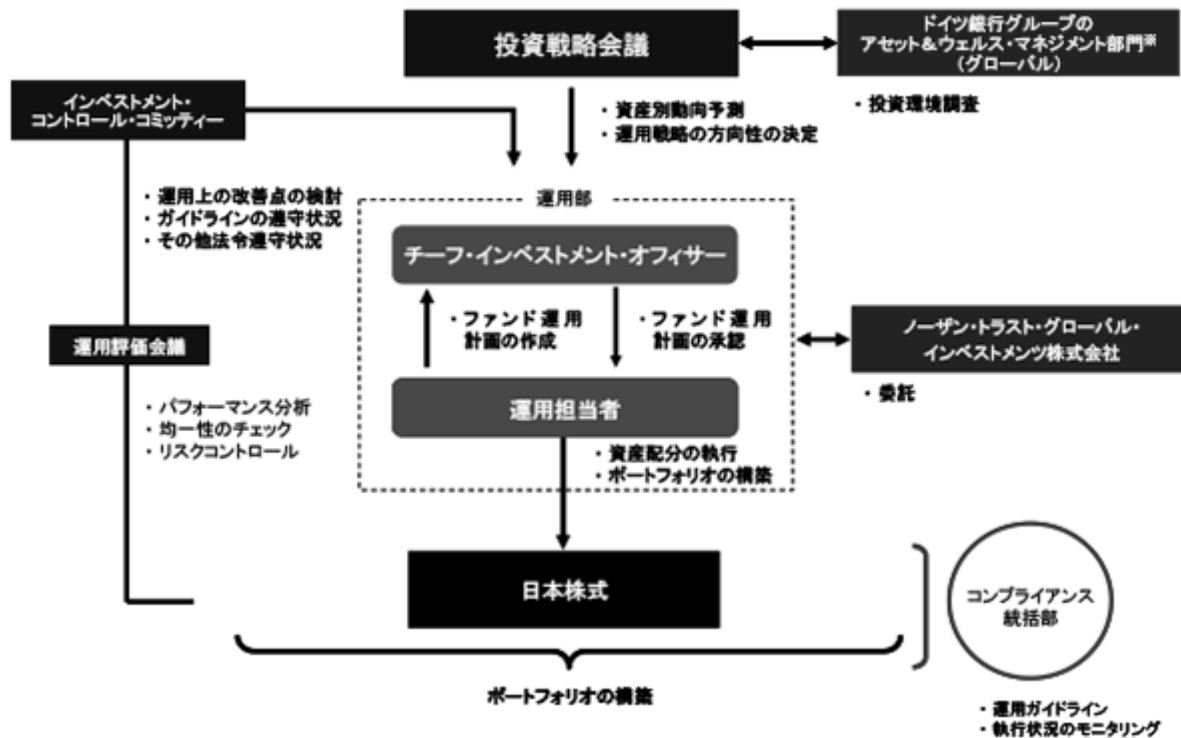 投資戦略会議
ドイツ銀行グループの
アセット&ウェルス・マネジメント部門※
(グローバル)
・投資環境調査
インベストメント・
コントロール・コミッティー
・資産別動向予測
・運用戦略の方向性の決定
・運用上の改善点の検討
・ガイドラインの遵守状況
・その他法令遵守状況
運用部
チーフ・インベストメント・オフィサー
・ファンド運用
計画の作成
・ファンド運用
計画の承認
ノーザン・トラスト・グローバル・
インベストメンツ株式会社
・委託
運用評価会議
・パフォーマンス分析
・均一性のチェック
・リスクコントロール
運用担当者
・資産配分の執行
・ポートフォリオの構築
日本株式
コンプライアンス
統括部
ポートフォリオの構築
・運用ガイドライン
・執行状況のモニタリング